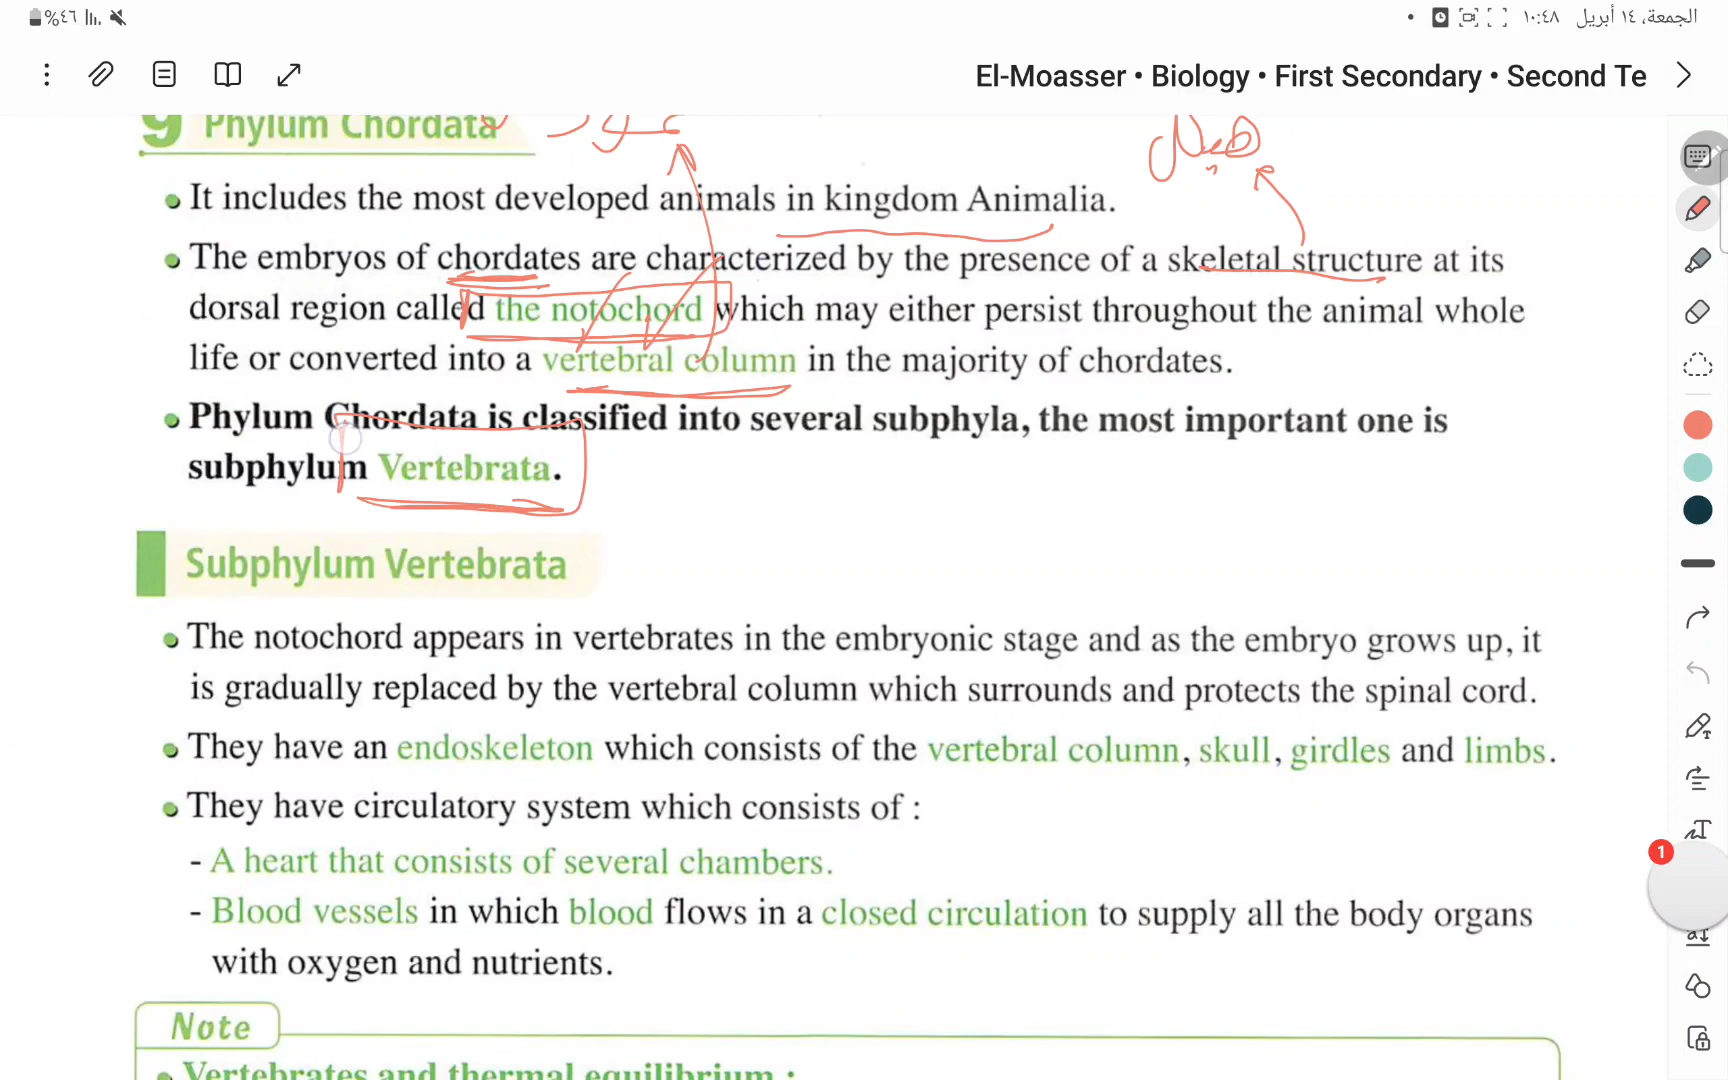 %٤٦
الجمعة، ١٤ أبريل ١٠:٤٨
El-Moasser • Biology • First Secondary • Second Te
9 Phylum Chordata
هيكل
It includes the most developed animals in kingdom Animalia.
The embryos of chordates are characterized by the presence of a skeletal structure at its
dorsal region called the notochord which may either persist throughout the animal whole
life or converted into a vertebral column in the majority of chordates.
Phylum Chordata is classified into several subphyla, the most important one is
subphylum Vertebrata.
Subphylum Vertebrata
The notochord appears in vertebrates in the embryonic stage and as the embryo grows up, it
is gradually replaced by the vertebral column which surrounds and protects the spinal cord.
They have an endoskeleton which consists of the vertebral column, skull, girdles and limbs.
They have circulatory system which consists of :
- A heart that consists of several chambers.
- Blood vessels in which blood flows in a closed circulation to supply all the body organs
with oxygen and nutrients.
Note
Vertebrates and thermal equilibrium :
1